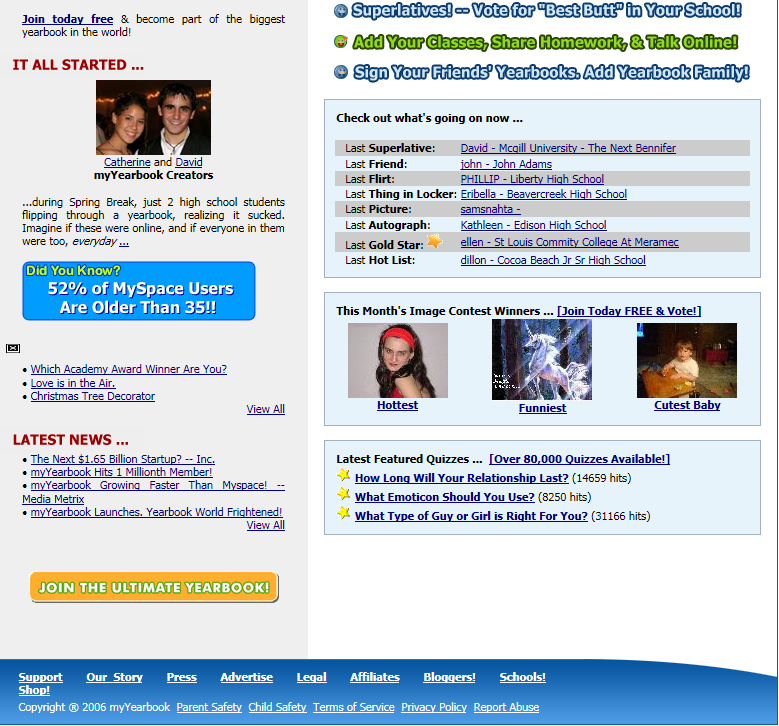 Join today free & become part of the biggest
yearbook in the world!
IT ALL STARTED ...
Catherine and David
myYearbook Creators
...during Spring Break, just 2 high school students
flipping through a yearbook, realizing it sucked.
Imagine if these were online, and if everyone in them
were too, everyday ...
Did You Know?
52% of MySpace Users
Are Older Than 35!!
• Which Academy Award Winner Are You?
• Love is in the Air.
• Christmas Tree Decorator
View All
LATEST NEWS ...
• The Next $1.65 Billion Startup? -- Inc.
• myYearbook Hits 1 Millionth Member!
• myYearbook Growing Faster Than Myspace! --
Media Metrix
• myYearbook Launches. Yearbook World Frightened!
View All
JOIN THE ULTIMATE YEARBOOK!
Superlatives! -- Vote for "Best Butt" in Your School!
Add Your Classes, Share Homework, & Talk Online!
Sign Your Friends' Yearbooks. Add Yearbook Family!
Check out what's going on now ...
Last Superlative: David - Mcgill University - The Next Bennifer
Last Friend: john - John Adams
Last Flirt: PHILLIP - Liberty High School
Last Thing in Locker: Eribella - Beavercreek High School
Last Picture: samsnahta -
Last Autograph: Kathleen - Edison High School
Last Gold Star: ellen - St Louis Commity College At Meramec
Last Hot List: dillon - Cocoa Beach Jr Sr High School
This Month's Image Contest Winners ... [Join Today FREE & Vote!]
Hottest
Funniest
Cutest Baby
Latest Featured Quizzes ... [Over 80,000 Quizzes Available!]
How Long Will Your Relationship Last? (14659 hits)
What Emoticon Should You Use? (8250 hits)
What Type of Guy or Girl is Right For You? (31166 hits)
Support Our Story Press Advertise Legal Affiliates Bloggers! Schools!
Shop!
Copyright ® 2006 myYearbook Parent Safety Child Safety Terms of Service Privacy Policy Report Abuse